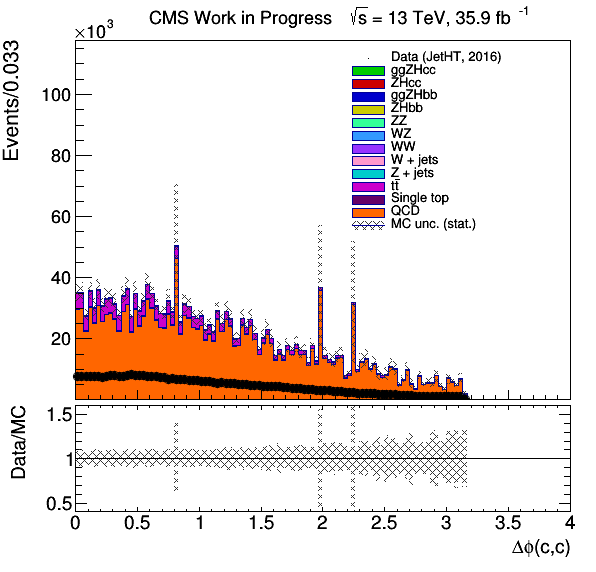 CMS Work in Progress √s = 13 TeV, 35.9 fb⁻¹
×10³
Events/0.033
100
80
60
40
20
Data (JetHT, 2016)
ggZHcc
ZHcc
ggZHbb
ZHbb
ZZ
WZ
WW
W + jets
Z + jets
tt̄
Single top
QCD
MC unc. (stat.)
Data/MC
1.5
1
0.5
0 0.5 1 1.5 2 2.5 3 3.5 4
Δϕ(c,c)